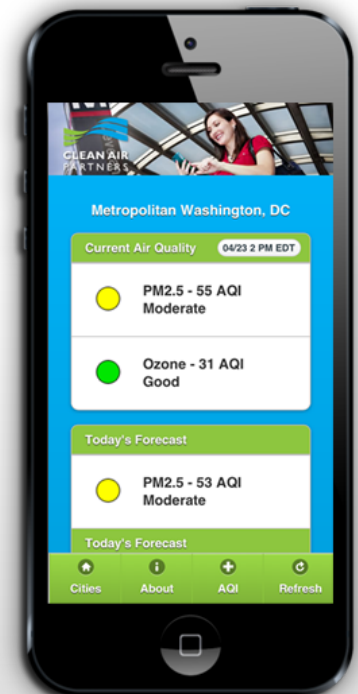 CLEAN AIR
PARTNERS
Metropolitan Washington, DC
Current Air Quality 04/23 2 PM EDT
PM2.5 - 55 AQI
Moderate
Ozone - 31 AQI
Good
Today's Forecast
PM2.5 - 53 AQI
Moderate
Today's Forecast
Cities About AQI Refresh